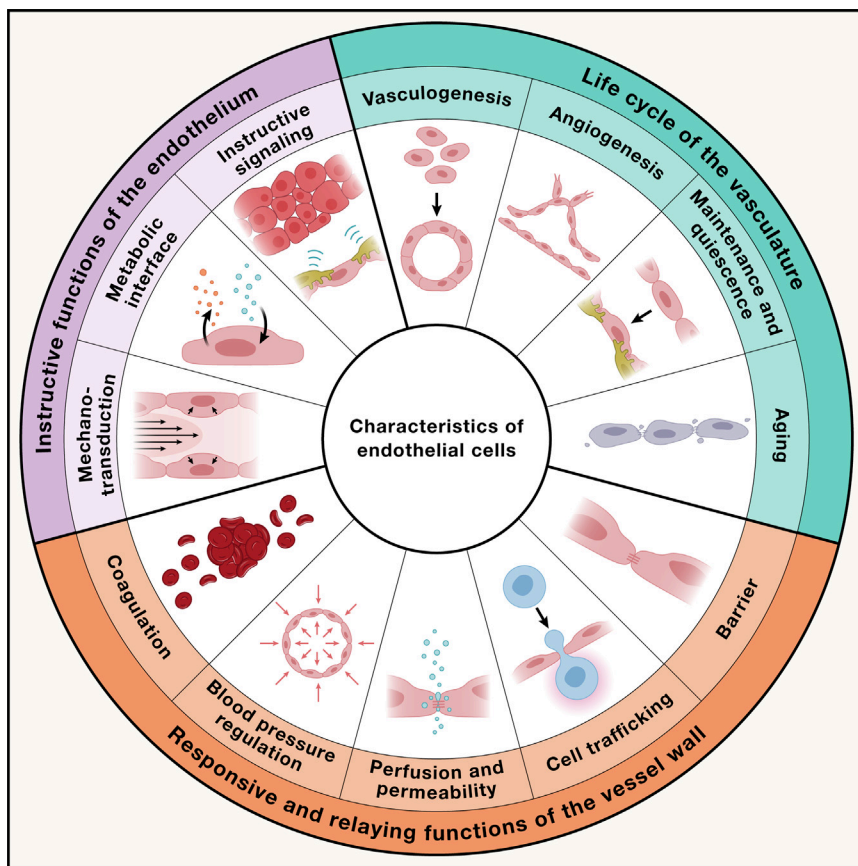 Characteristics of
endothelial cells
Life cycle of the vasculature
Vasculogenesis
Angiogenesis
Maintenance and
quiescence
Aging
Responsive and relaying functions of the vessel wall
Barrier
Cell trafficking
Perfusion and
permeability
Blood pressure
regulation
Coagulation
Instructive functions of the endothelium
Mechano-
transduction
Metabolic
interface
Instructive
signaling